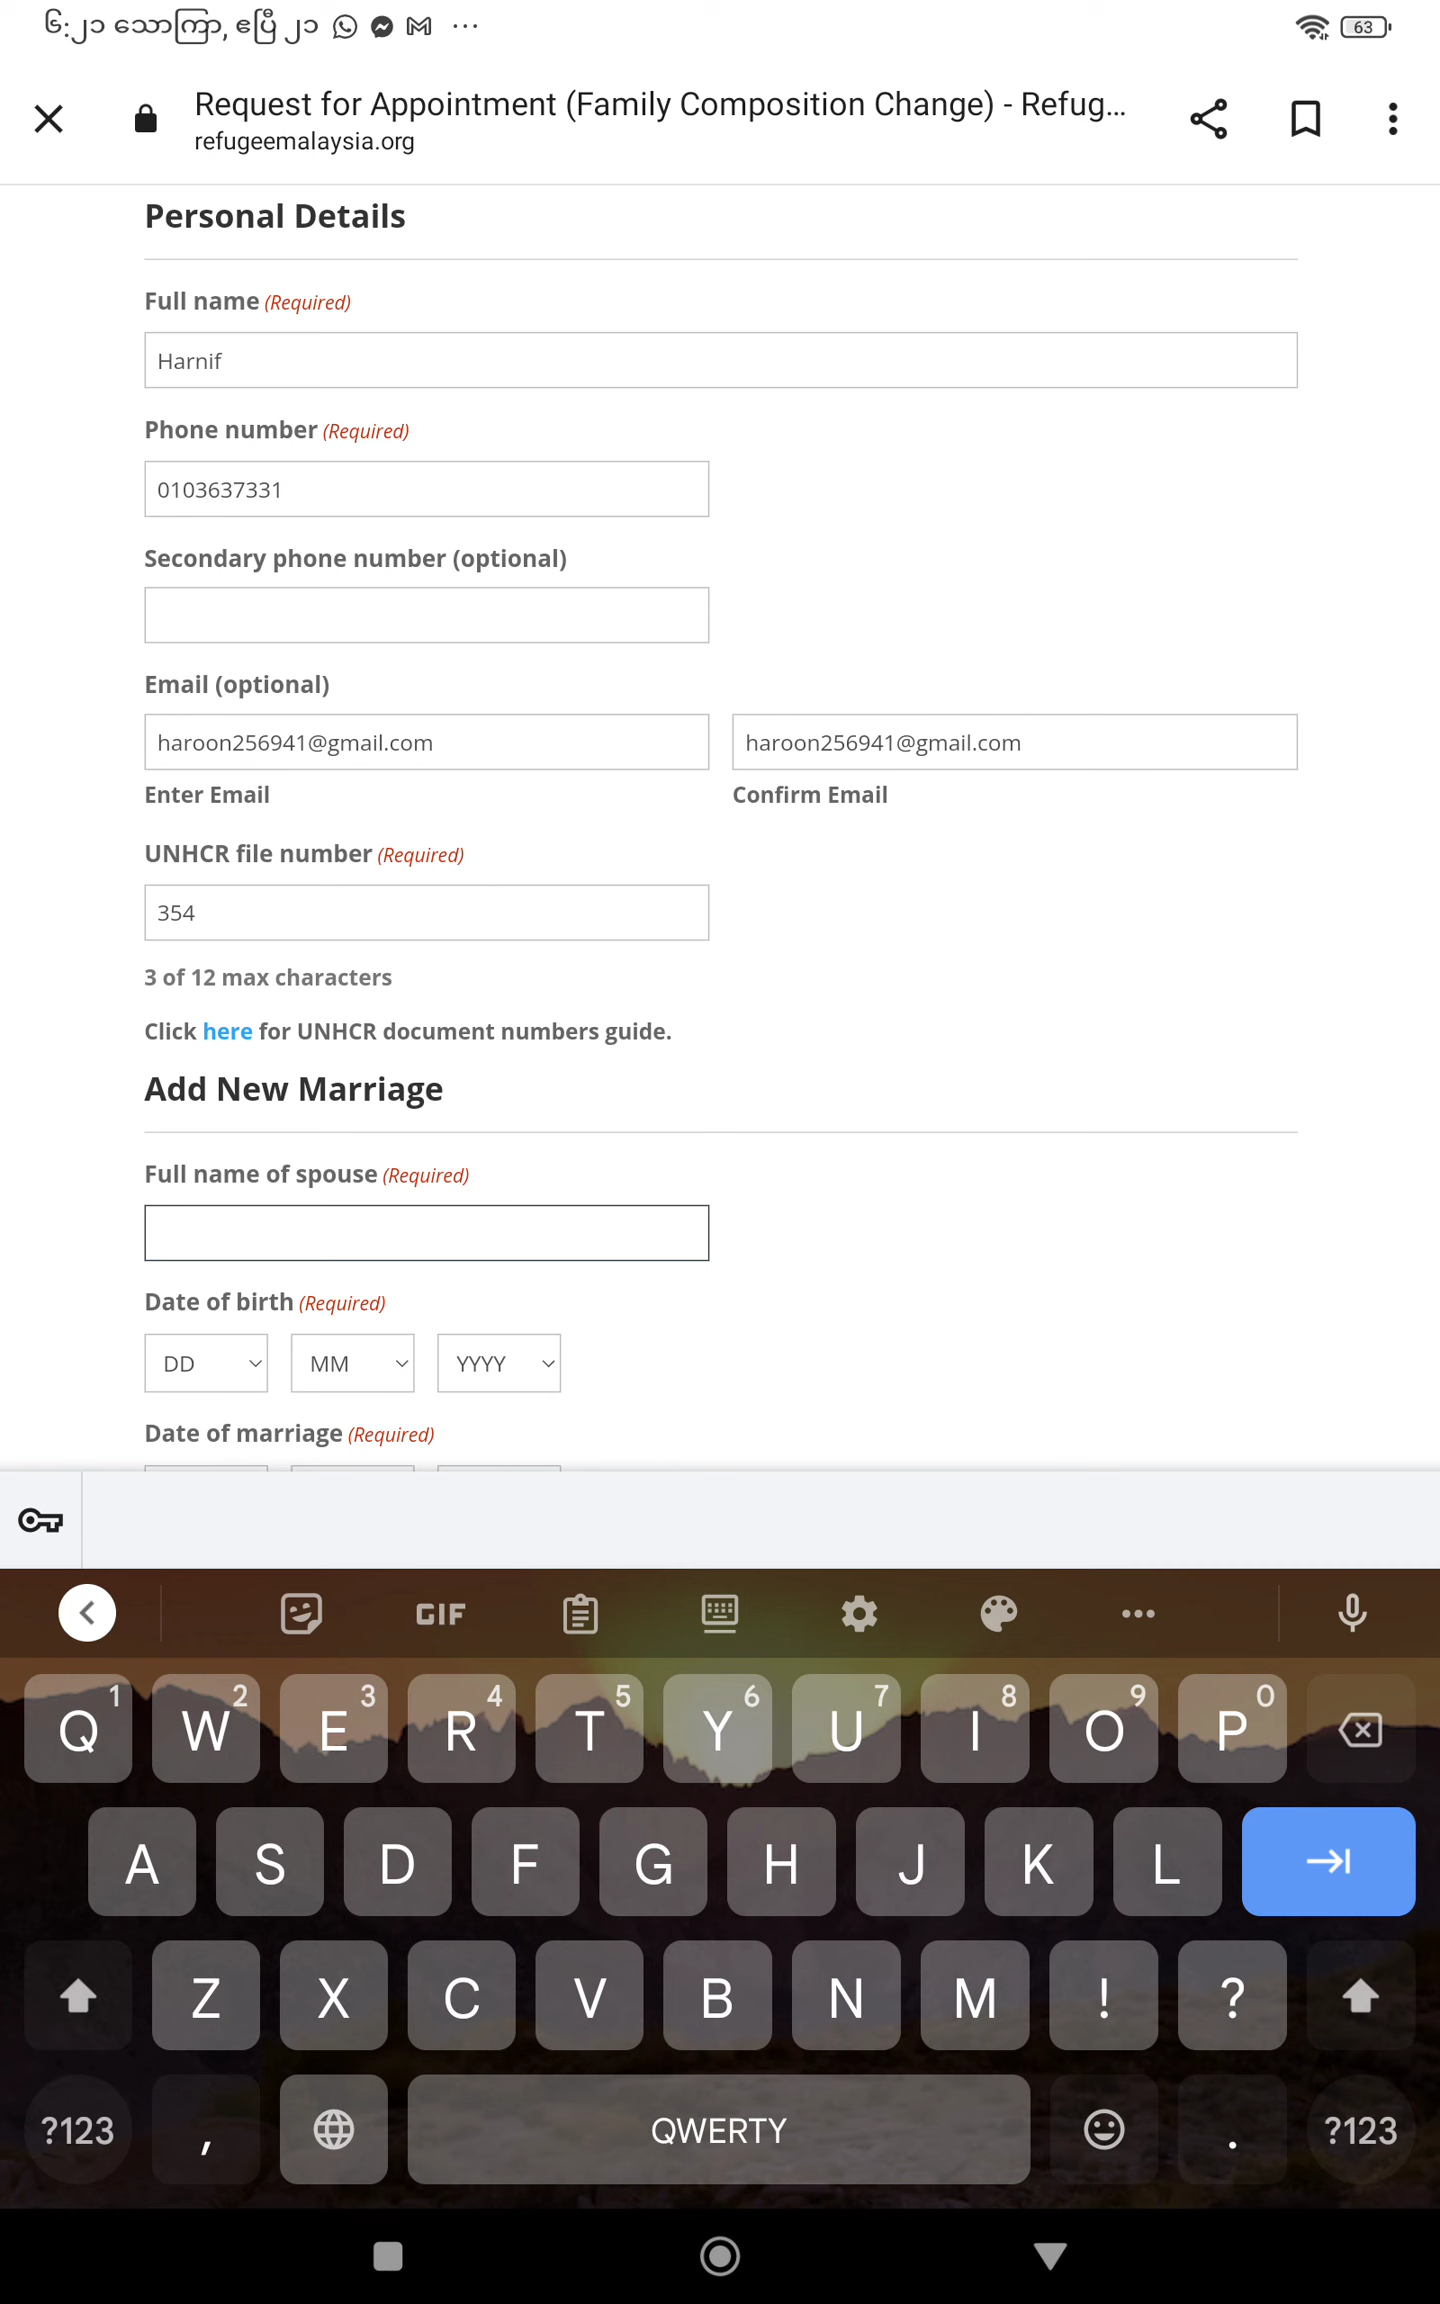 ၆:၂၁ သောကြာ, ဧပြီ ၂၁ ...
63
Request for Appointment (Family Composition Change) - Refug...
refugeemalaysia.org
Personal Details
Full name (Required)
Harnif
Phone number (Required)
0103637331
Secondary phone number (optional)
Email (optional)
haroon256941@gmail.com haroon256941@gmail.com
Enter Email Confirm Email
UNHCR file number (Required)
354
3 of 12 max characters
Click here for UNHCR document numbers guide.
Add New Marriage
Full name of spouse (Required)
Date of birth (Required)
DD MM YYYY
Date of marriage (Required)
GIF
1 2 3 4 5 6 7 8 9 0
Q W E R T Y U I O P
A S D F G H J K L
Z X C V B N M ! ?
?123 , QWERTY . ?123